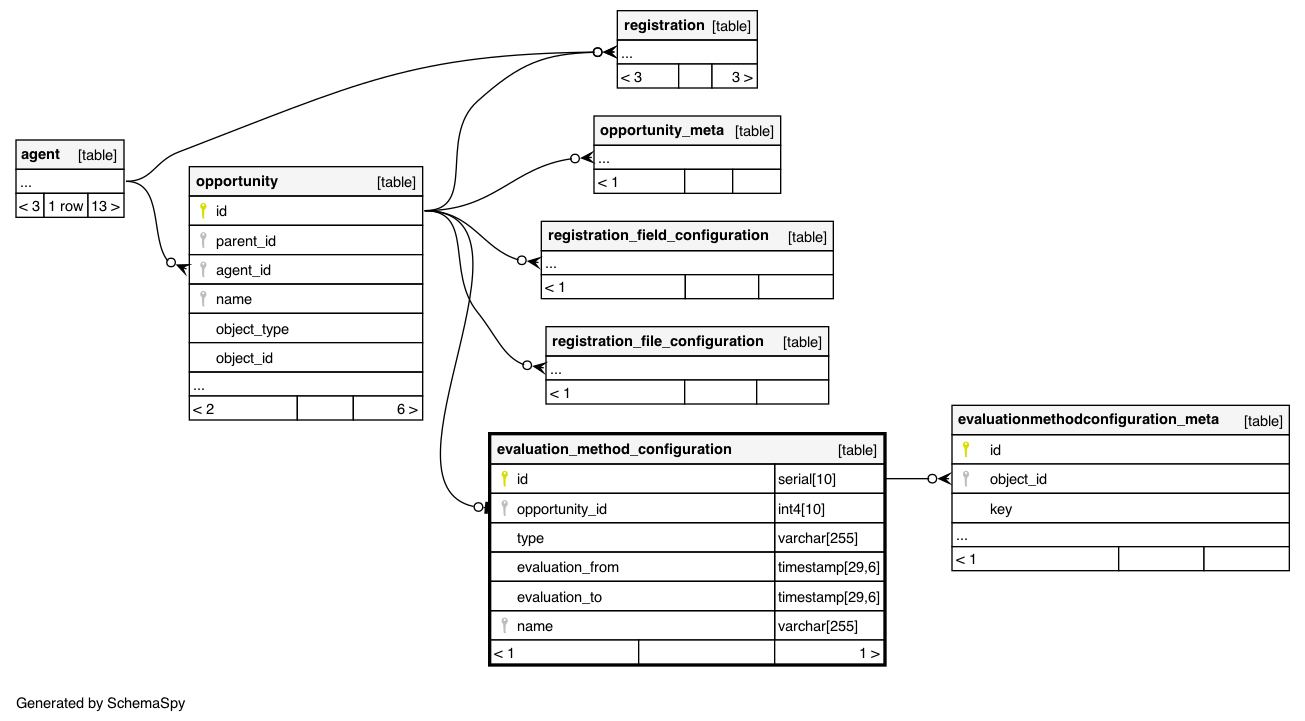 registration [table]
...
< 3 3 >
opportunity_meta [table]
...
< 1
agent [table]
...
< 3 1 row 13 >
opportunity [table]
id
parent_id
agent_id
name
object_type
object_id
...
< 2 6 >
registration_field_configuration [table]
...
< 1
registration_file_configuration [table]
...
< 1
evaluation_method_configuration [table]
id serial[10]
opportunity_id int4[10]
type varchar[255]
evaluation_from timestamp[29,6]
evaluation_to timestamp[29,6]
name varchar[255]
< 1 1 >
evaluationmethodconfiguration_meta [table]
id
object_id
key
...
< 1
Generated by SchemaSpy